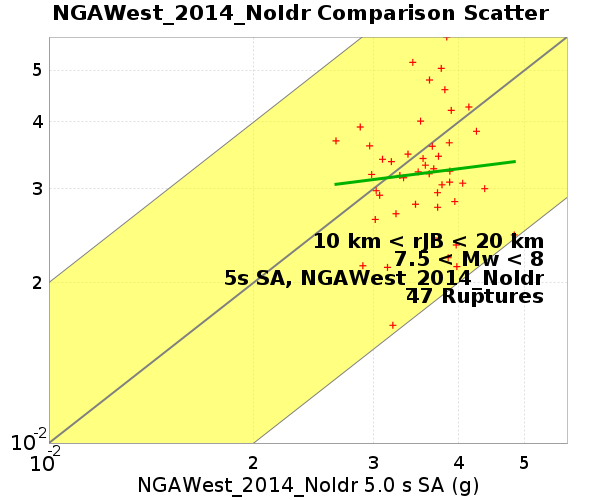 NGAWest_2014_NoIdr Comparison Scatter
5
4
3
2
10-2
10 km < rJB < 20 km
7.5 < Mw < 8
5s SA, NGAWest_2014_NoIdr
47 Ruptures
10-2
2
3
4
5
NGAWest_2014_NoIdr 5.0 s SA (g)